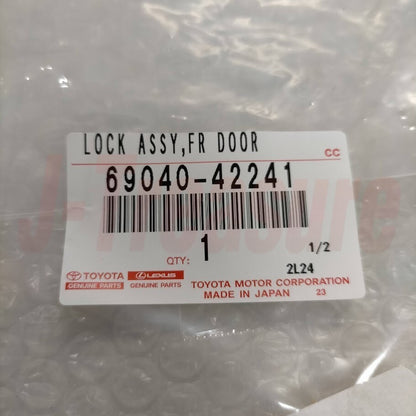 LOCK ASSY,FR DOOR
CC
69040-42241
QTY: 1 1/2
2L24
TOYOTA GENUINE PARTS
LEXUS GENUINE PARTS
TOYOTA MOTOR CORPORATION
MADE IN JAPAN 23
J-Treasure